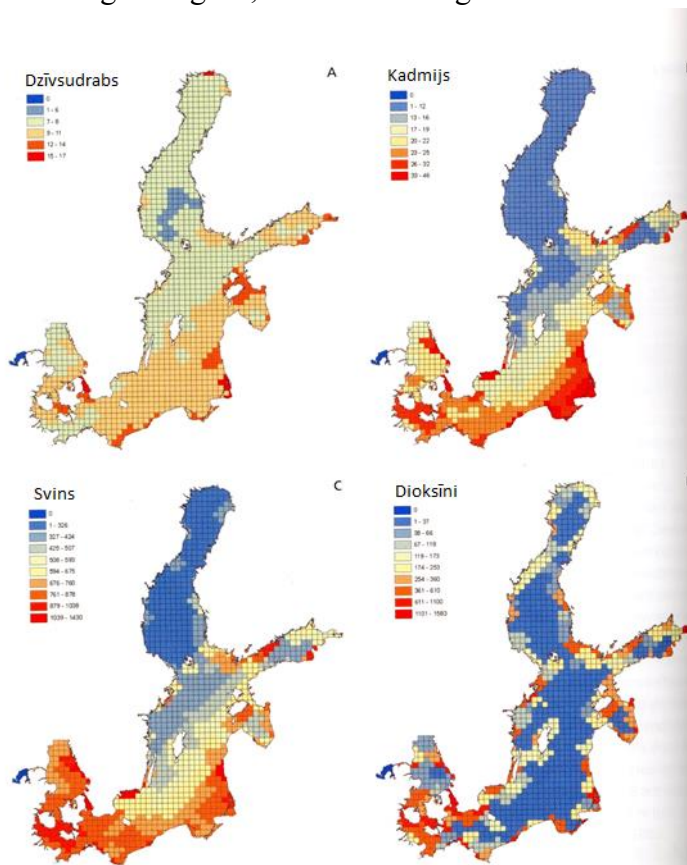 Dzīvsudrabs
A
0
1 - 6
7 - 8
9 - 11
12 - 14
15 - 17
Kadmijs
0
1 - 12
13 - 16
17 - 19
20 - 22
23 - 25
26 - 32
33 - 46
Svins
C
0
1 - 326
327 - 424
425 - 507
594 - 675
676 - 760
761 - 878
879 - 1038
1039 - 1430
Dioksīni
0
1 - 37
38 - 66
67 - 118
119 - 173
174 - 253
254 - 360
361 - 610
611 - 1100
1101 - 1580